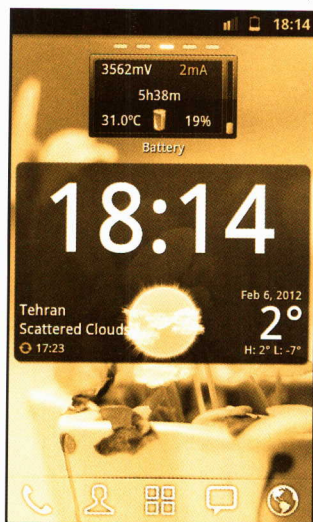 18:14
3562mV 2mA
5h38m
31.0°C 19%
Battery
18:14
Feb 6, 2012
Tehran
2°
Scattered Clouds
17:23
H: 2° L: -7°